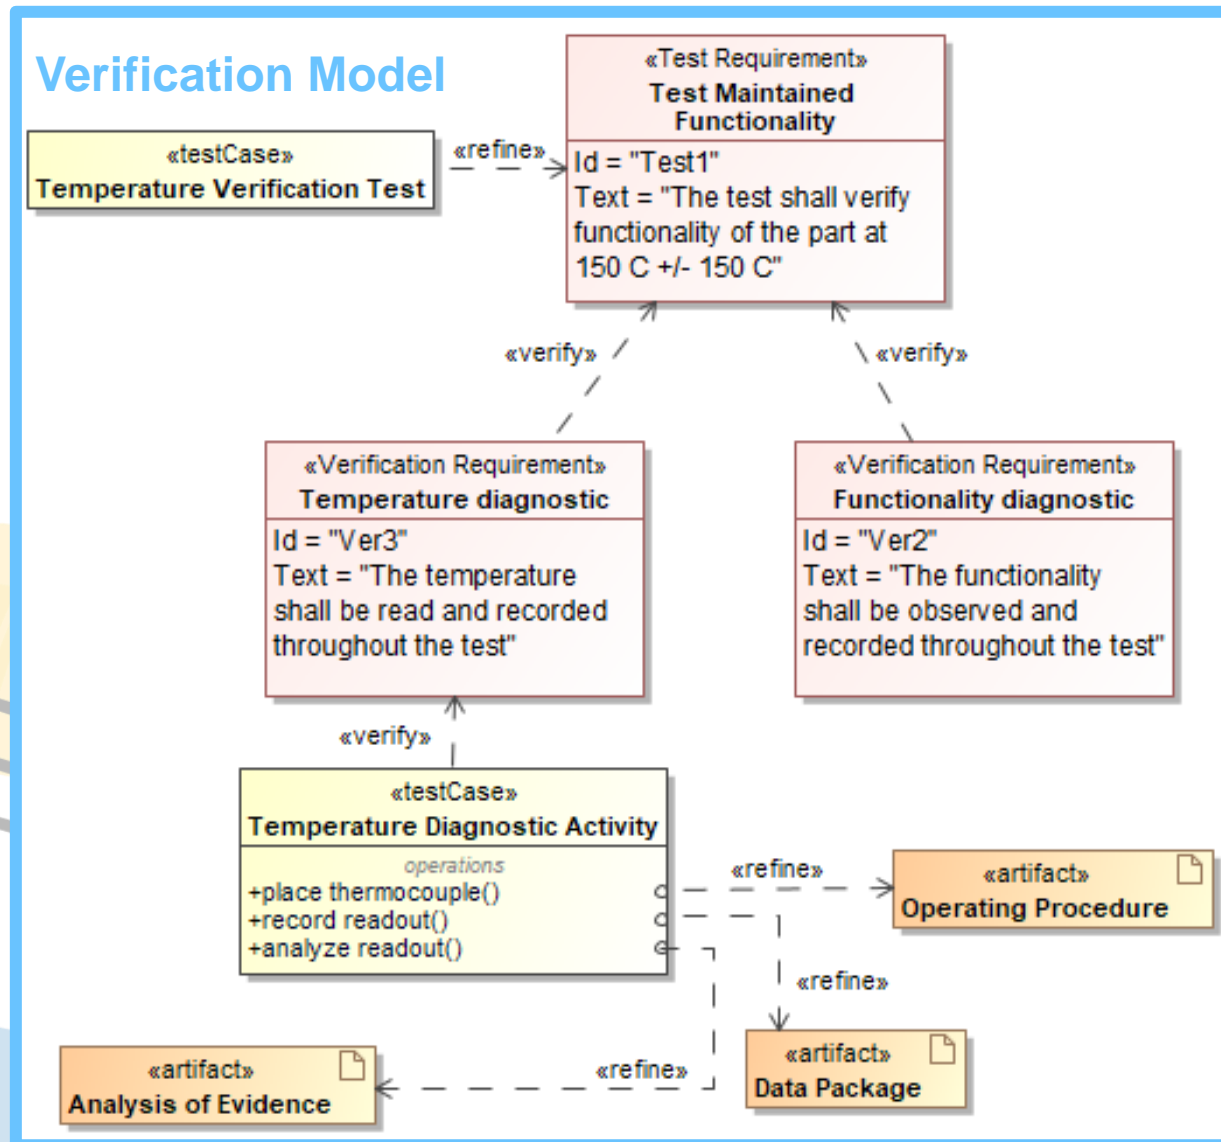 Verification Model
«Test Requirement»
Test Maintained
Functionality
Id = "Test1"
Text = "The test shall verify
functionality of the part at
150 C +/- 150 C"
«testCase»
Temperature Verification Test
«refine»
«verify»
«verify»
«Verification Requirement»
Temperature diagnostic
Id = "Ver3"
Text = "The temperature
shall be read and recorded
throughout the test"
«Verification Requirement»
Functionality diagnostic
Id = "Ver2"
Text = "The functionality
shall be observed and
recorded throughout the test"
«verify»
«testCase»
Temperature Diagnostic Activity
operations
+place thermocouple()
+record readout()
+analyze readout()
«refine»
«artifact»
Operating Procedure
«refine»
«artifact»
Data Package
«refine»
«artifact»
Analysis of Evidence